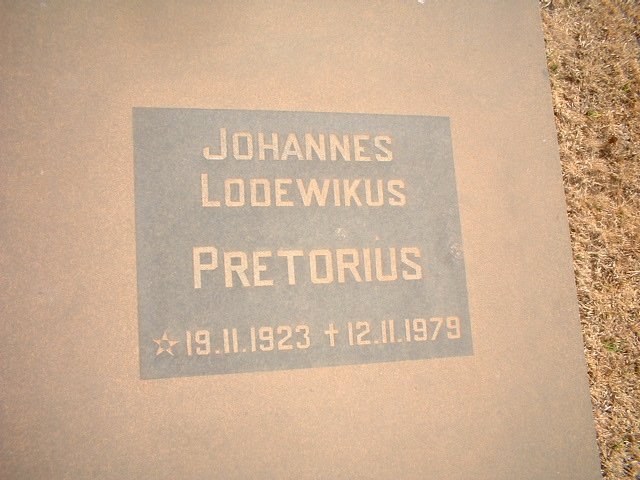 JOHANNES
LODEWIKUS
PRETORIUS
☆ 19.11.1923 † 12.11.1979